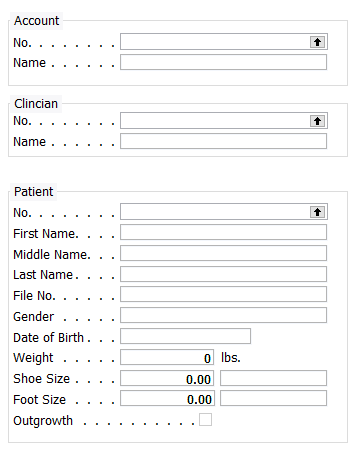 Account
No. . . . . . . .
Name . . . . . .
Clincian
No. . . . . . . .
Name . . . . . .
Patient
No. . . . . . . .
First Name. . . .
Middle Name. . .
Last Name . . . .
File No. . . . . .
Gender . . . . .
Date of Birth . . .
Weight . . . . . 0 lbs.
Shoe Size . . . . 0.00
Foot Size . . . . 0.00
Outgrowth . . . . . . . . . .